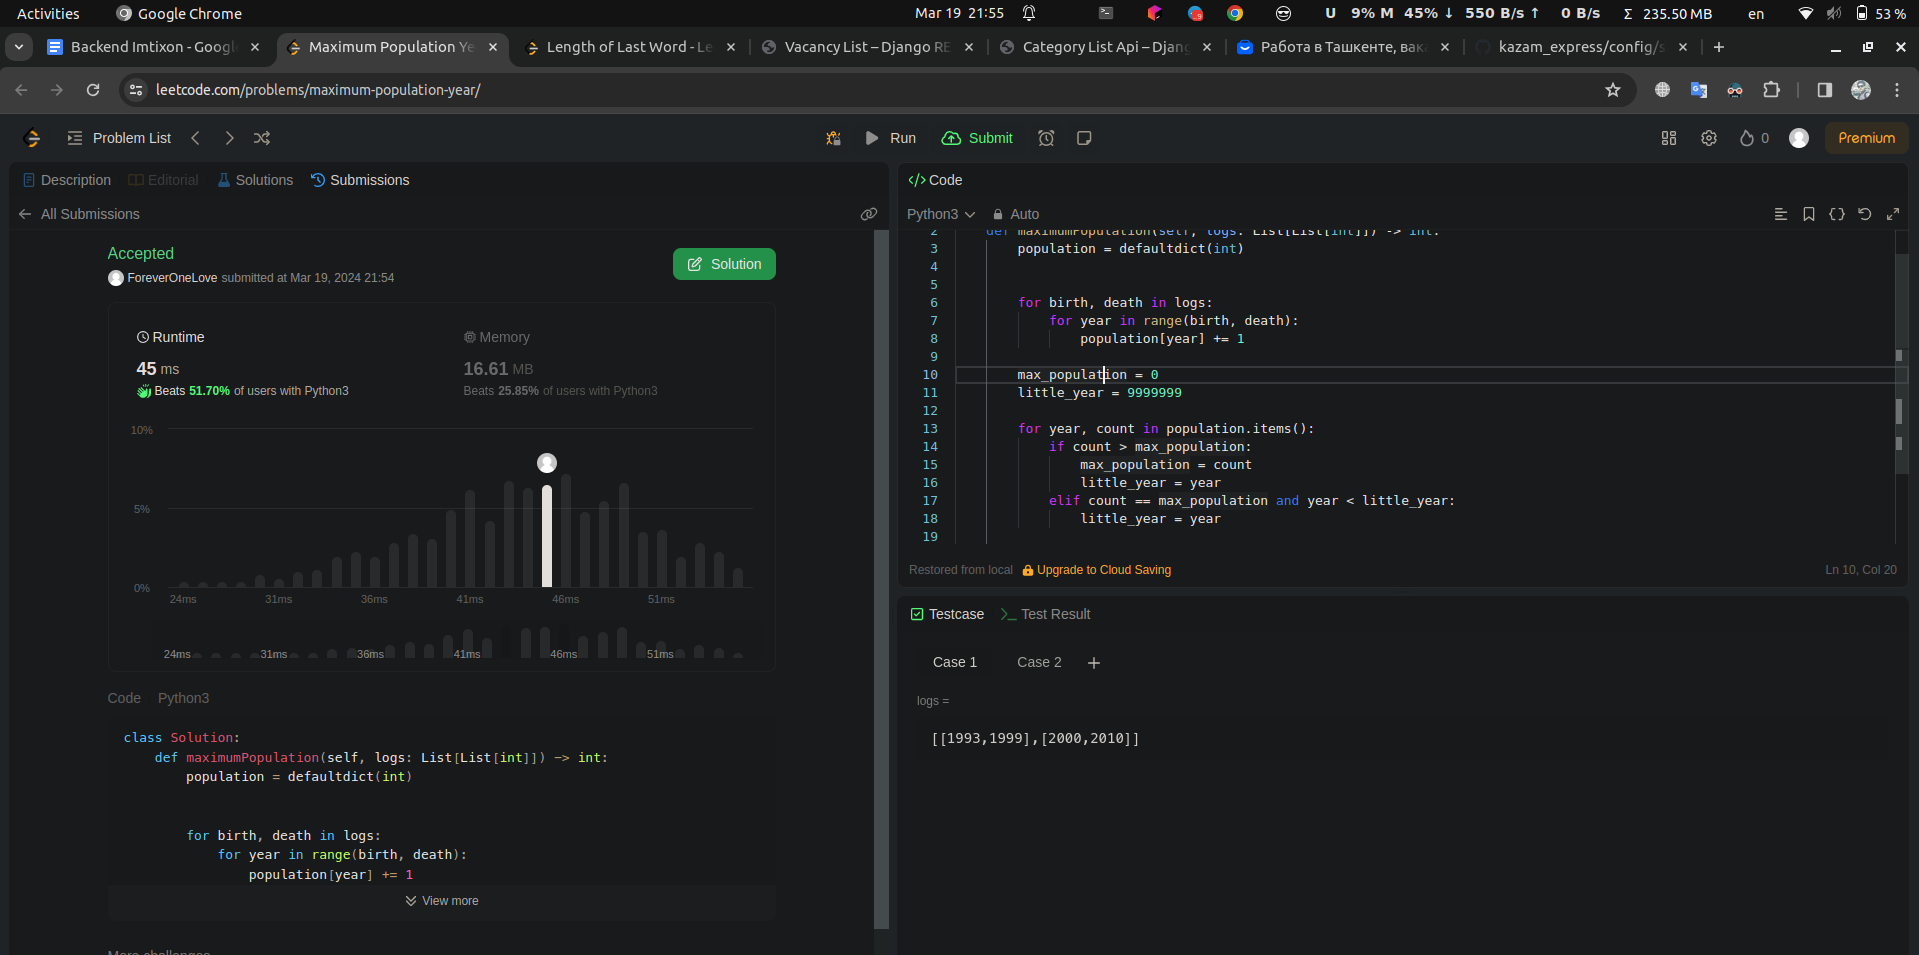 Activities
Google Chrome
Mar 19 21:55
U 9% M 45% ↓ 550 B/s ↑ 0 B/s Σ 235.50 MB
en
53 %
Backend Imtixon - Googl
Maximum Population Ye
Length of Last Word - Le
Vacancy List – Django RE
Category List Api – Djang
Работа в Ташкенте, вак
kazam_express/config/s
leetcode.com/problems/maximum-population-year/
Problem List
Run
Submit
0
Premium
Description
Editorial
Solutions
Submissions
All Submissions
Accepted
ForeverOneLove submitted at Mar 19, 2024 21:54
Solution
Runtime
45 ms
Beats 51.70% of users with Python3
Memory
16.61 MB
Beats 25.85% of users with Python3
10%
5%
0%
24ms 31ms 36ms 41ms 46ms 51ms
24ms 31ms 36ms 41ms 46ms 51ms
Code Python3
class Solution:
    def maximumPopulation(self, logs: List[List[int]]) -> int:
        population = defaultdict(int)
        for birth, death in logs:
            for year in range(birth, death):
                population[year] += 1
View more
More challenges
Code
Python3
Auto
2 def maximumPopulation(self, logs: List[List[int]]) -> int:
3 population = defaultdict(int)
4
5
6 for birth, death in logs:
7 for year in range(birth, death):
8 population[year] += 1
9
10 max_population = 0
11 little_year = 9999999
12
13 for year, count in population.items():
14 if count > max_population:
15 max_population = count
16 little_year = year
17 elif count == max_population and year < little_year:
18 little_year = year
19
Restored from local
Upgrade to Cloud Saving
Ln 10, Col 20
Testcase
Test Result
Case 1
Case 2
logs =
[[1993,1999],[2000,2010]]